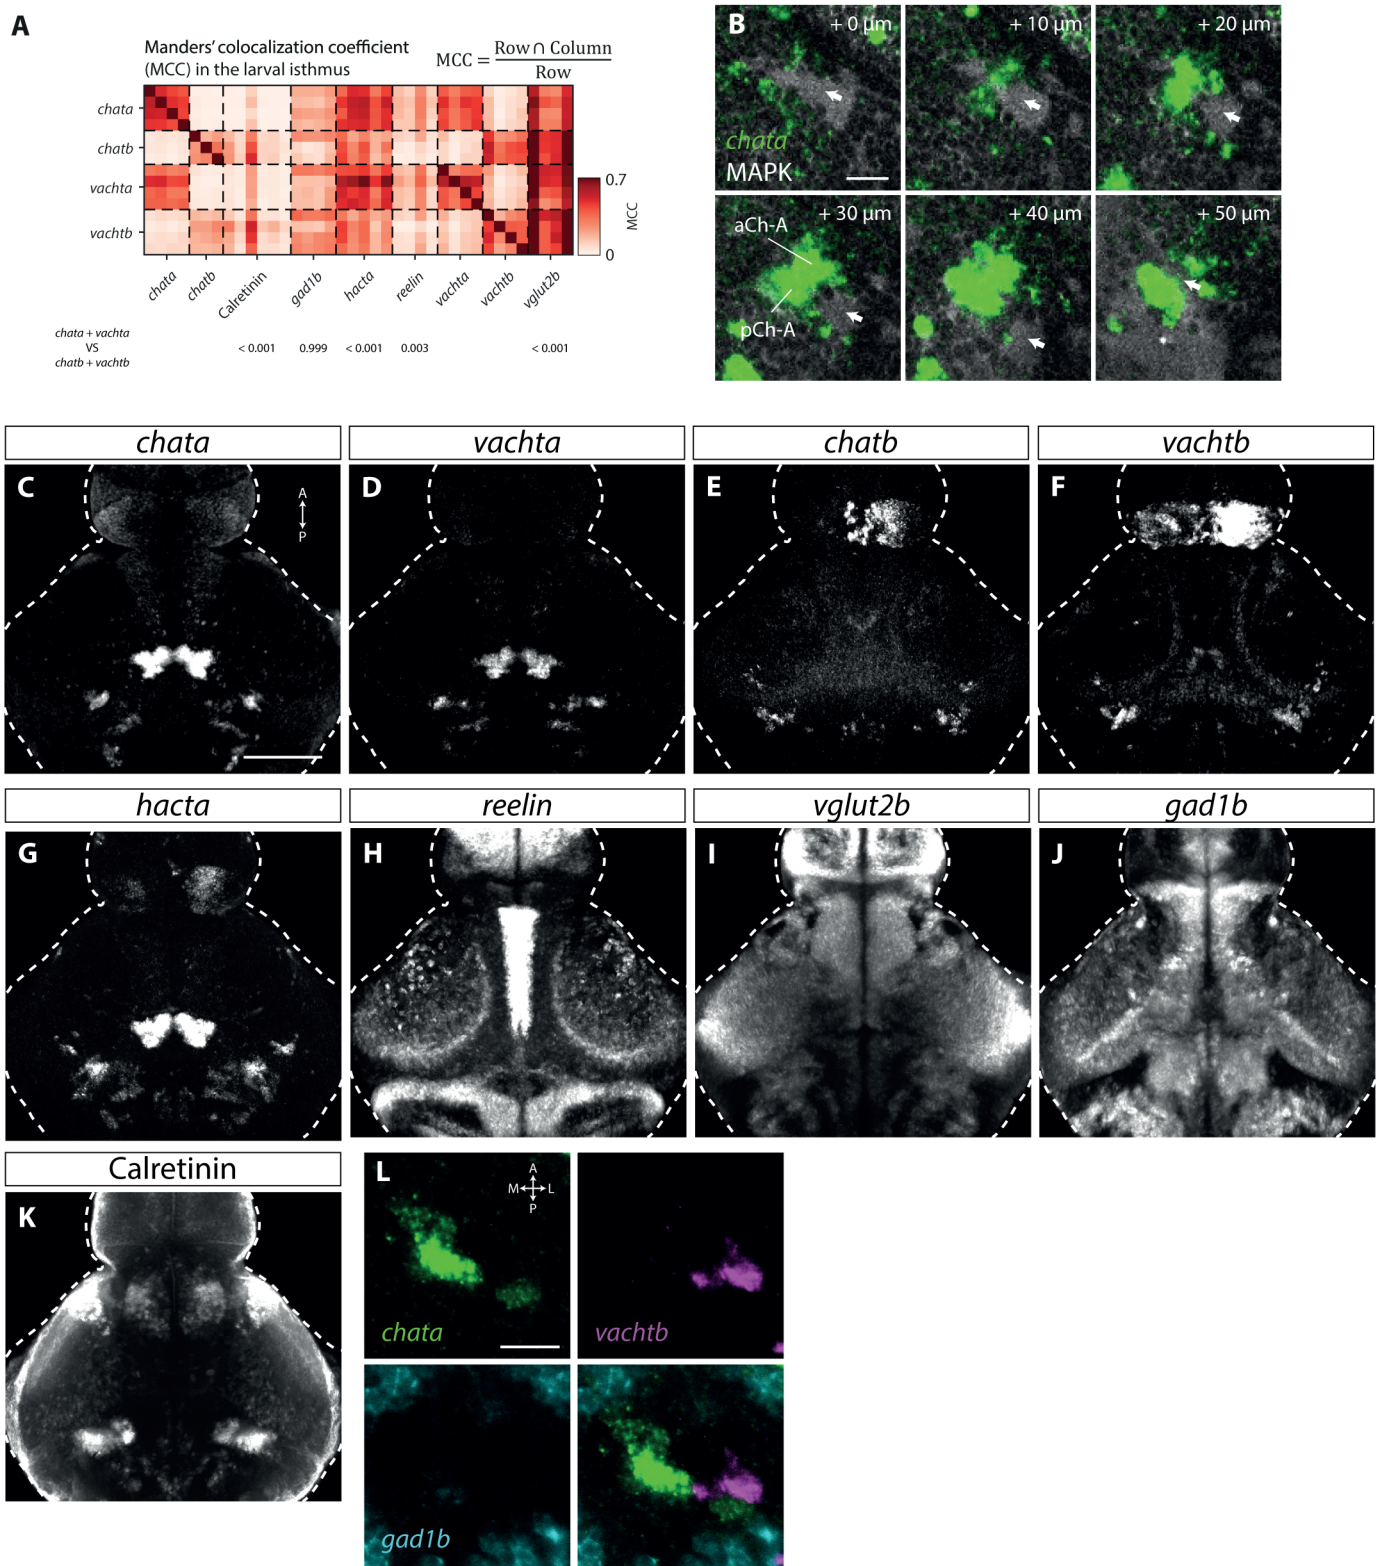 A
Manders' colocalization coefficient
(MCC) in the larval isthmus
MCC = Row ∩ Column
Row
chata
chatb
vachta
vachtb
0.7
0
MCC
chata
chatb
Calretinin
gad1b
hacta
reelin
vachta
vachtb
vglut2b
chata + vachta
VS
chatb + vachtb
< 0.001
0.999
< 0.001
0.003
< 0.001
B
+ 0 µm
+ 10 µm
+ 20 µm
chata
MAPK
+ 30 µm
+ 40 µm
+ 50 µm
aCh-A
pCh-A
chata
vachta
chatb
vachtb
C
A
P
D
E
F
hacta
reelin
vglut2b
gad1b
G
H
I
J
Calretinin
K
L
A
M
L
P
chata
vachtb
gad1b